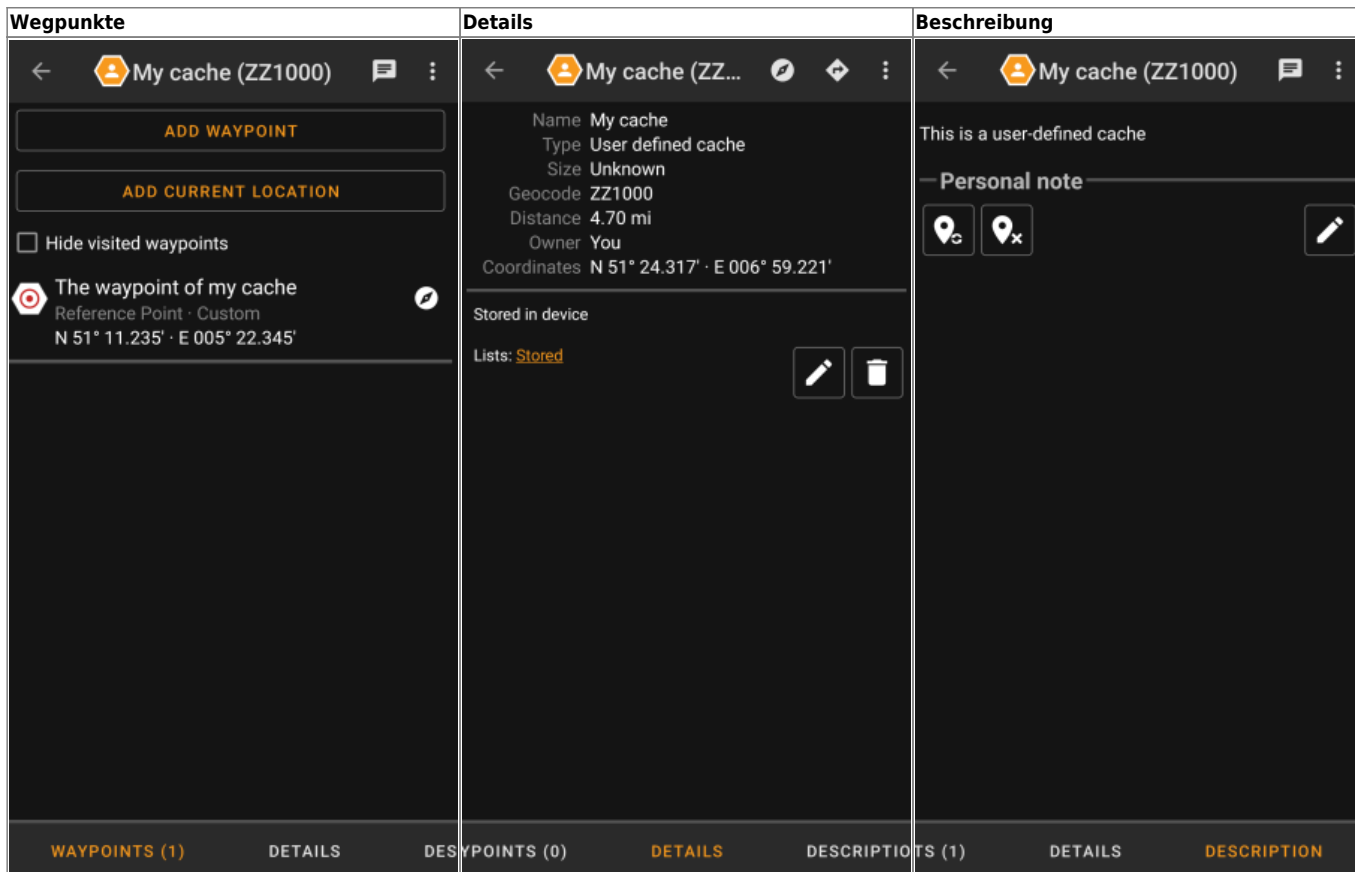 Wegpunkte
My cache (ZZ1000)
ADD WAYPOINT
ADD CURRENT LOCATION
Hide visited waypoints
The waypoint of my cache
Reference Point · Custom
N 51° 11.235' · E 005° 22.345'
WAYPOINTS (1) DETAILS DES
Details
My cache (ZZ...
Name My cache
Type User defined cache
Size Unknown
Geocode ZZ1000
Distance 4.70 mi
Owner You
Coordinates N 51° 24.317' · E 006° 59.221'
Stored in device
Lists: Stored
YPOINTS (0) DETAILS DESCRIPTIO
Beschreibung
My cache (ZZ1000)
This is a user-defined cache
Personal note
TS (1) DETAILS DESCRIPTION